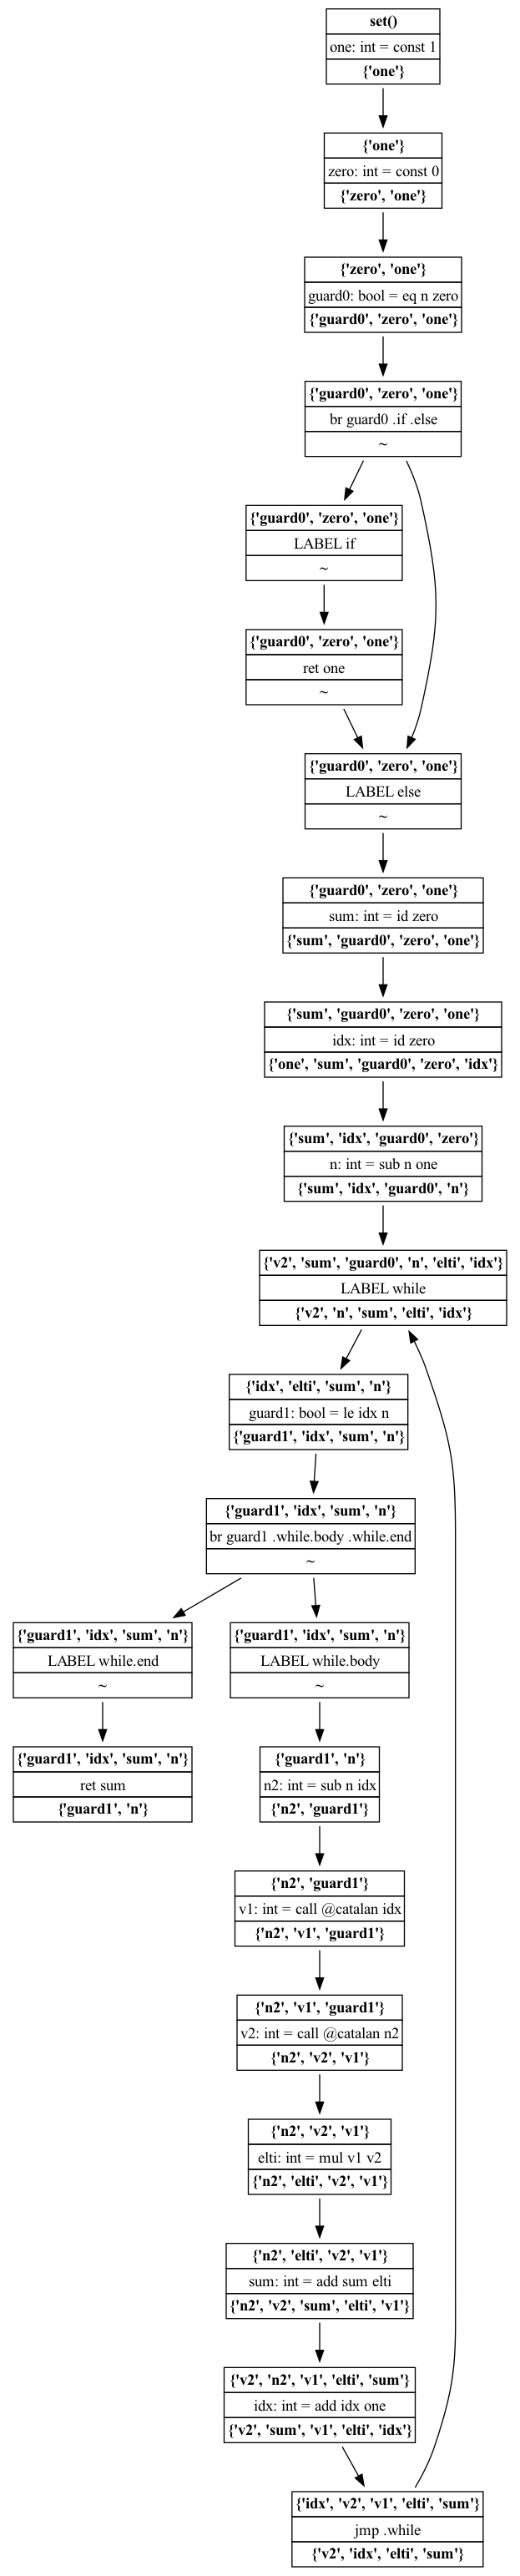 set()
one: int = const 1
{'one'}
{'one'}
zero: int = const 0
{'zero', 'one'}
{'zero', 'one'}
guard0: bool = eq n zero
{'guard0', 'zero', 'one'}
{'guard0', 'zero', 'one'}
br guard0 .if .else
~
{'guard0', 'zero', 'one'}
LABEL if
~
{'guard0', 'zero', 'one'}
ret one
~
{'guard0', 'zero', 'one'}
LABEL else
~
{'guard0', 'zero', 'one'}
sum: int = id zero
{'sum', 'guard0', 'zero', 'one'}
{'sum', 'guard0', 'zero', 'one'}
idx: int = id zero
{'one', 'sum', 'guard0', 'zero', 'idx'}
{'sum', 'idx', 'guard0', 'zero'}
n: int = sub n one
{'sum', 'idx', 'guard0', 'n'}
{'v2', 'sum', 'guard0', 'n', 'elti', 'idx'}
LABEL while
{'v2', 'n', 'sum', 'elti', 'idx'}
{'idx', 'elti', 'sum', 'n'}
guard1: bool = le idx n
{'guard1', 'idx', 'sum', 'n'}
{'guard1', 'idx', 'sum', 'n'}
br guard1 .while.body .while.end
~
{'guard1', 'idx', 'sum', 'n'}
LABEL while.end
~
{'guard1', 'idx', 'sum', 'n'}
LABEL while.body
~
{'guard1', 'idx', 'sum', 'n'}
ret sum
{'guard1', 'n'}
{'guard1', 'n'}
n2: int = sub n idx
{'n2', 'guard1'}
{'n2', 'guard1'}
v1: int = call @catalan idx
{'n2', 'v1', 'guard1'}
{'n2', 'v1', 'guard1'}
v2: int = call @catalan n2
{'n2', 'v2', 'v1'}
{'n2', 'v2', 'v1'}
elti: int = mul v1 v2
{'n2', 'elti', 'v2', 'v1'}
{'n2', 'elti', 'v2', 'v1'}
sum: int = add sum elti
{'n2', 'v2', 'sum', 'elti', 'v1'}
{'v2', 'n2', 'v1', 'elti', 'sum'}
idx: int = add idx one
{'v2', 'sum', 'v1', 'elti', 'idx'}
{'idx', 'v2', 'v1', 'elti', 'sum'}
jmp .while
{'v2', 'idx', 'elti', 'sum'}